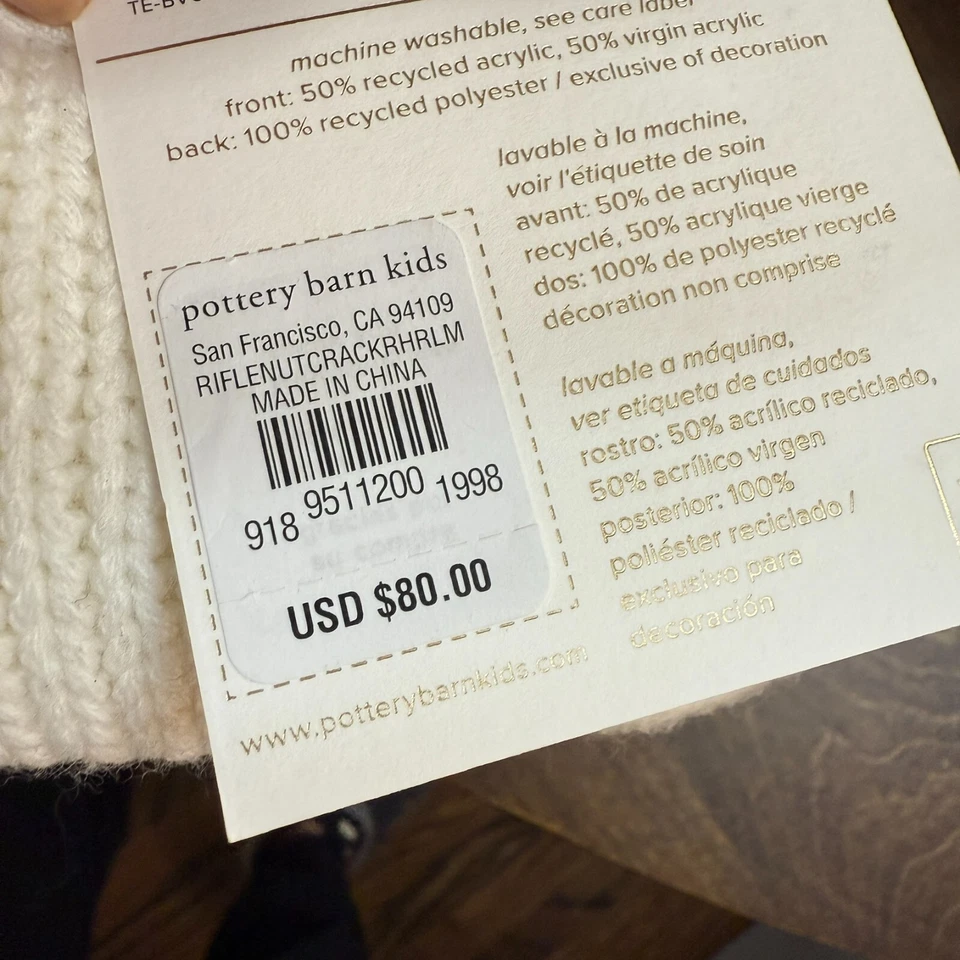 machine washable, see care label
front: 50% recycled acrylic, 50% virgin acrylic
back: 100% recycled polyester / exclusive of decoration
lavable à la machine,
voir l'étiquette de soin
avant: 50% de acrylique
recyclé, 50% acrylique vierge
dos: 100% de polyester recyclé
décoration non comprise
lavable a máquina,
ver etiqueta de cuidados
rostro: 50% acrílico reciclado,
50% acrílico virgen
posterior: 100%
poliéster reciclado /
exclusivo para
decoración
pottery barn kids
San Francisco, CA 94109
RIFLENUTCRACKRHRLM
MADE IN CHINA
918 9511200 1998
USD $80.00
www.potterybarnkids.com